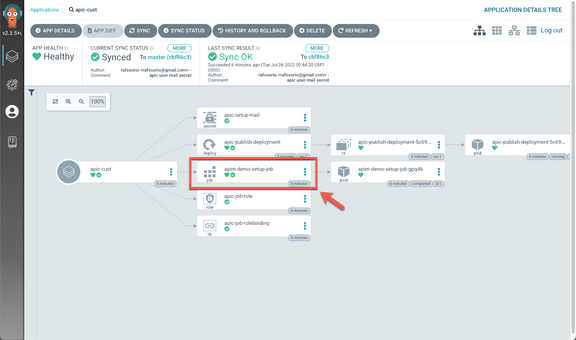 Applications / apic-cust
APPLICATION DETAILS TREE
v2.3.5+
APP DETAILS
APP DIFF
SYNC
SYNC STATUS
HISTORY AND ROLLBACK
DELETE
REFRESH
Log out
APP HEALTH
Healthy
CURRENT SYNC STATUS
MORE
Synced To master (cbf86c3)
Author: rafosorio <rafosorio@gmail.com> -
Comment: apic user mail secret
LAST SYNC RESULT
MORE
Sync OK To cbf86c3
Succeeded 6 minutes ago (Tue Jul 26 2022 00:44:20 GMT-
0300)
Author: rafosorio <rafosorio@gmail.com> -
Comment: apic user mail secret
100%
apic-setup-mail
secret
6 minutes
apic-publish-deployment
deploy
6 minutes
apic-publish-deployment-5c69...
rs
6 minutes
rev:1
apic-publish-deployment-5c69...
pod
6 minutes
running
apic-cust
6 minutes
apim-demo-setup-job
job
6 minutes
apim-demo-setup-job-gpq46
pod
6 minutes
completed
0/1
apic-job-role
role
6 minutes
apic-job-rolebinding
rb
6 minutes